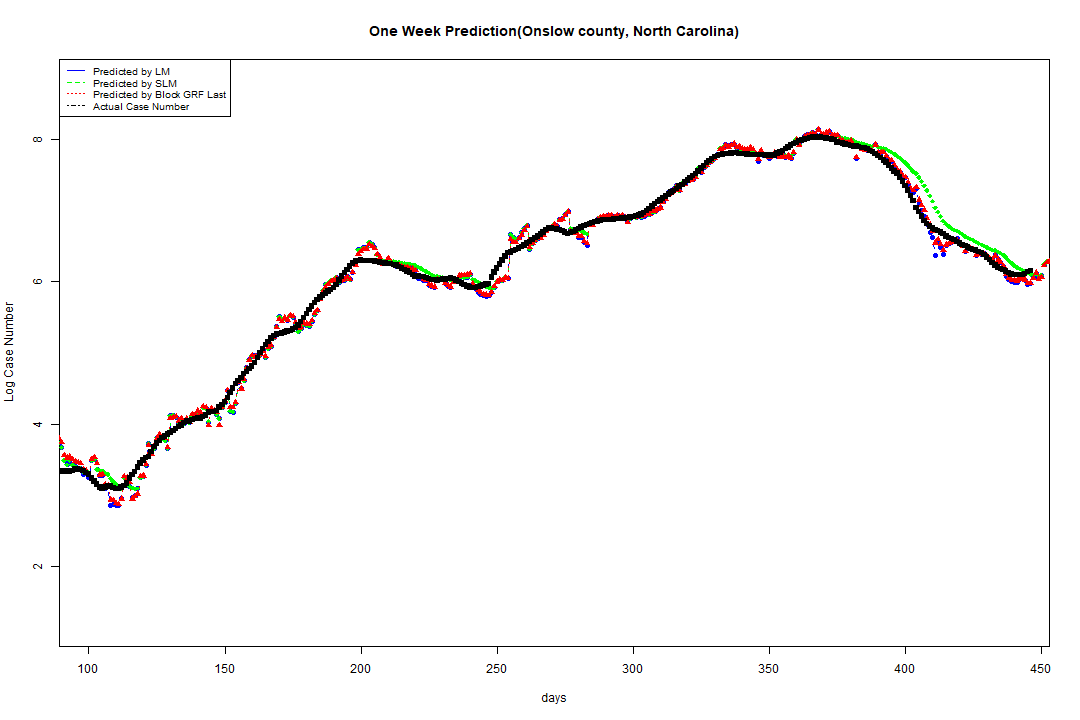 One Week Prediction(Onslow county, North Carolina)
Predicted by LM
Predicted by SLM
Predicted by Block GRF Last
Actual Case Number
8
6
4
2
Log Case Number
100 150 200 250 300 350 400 450
days